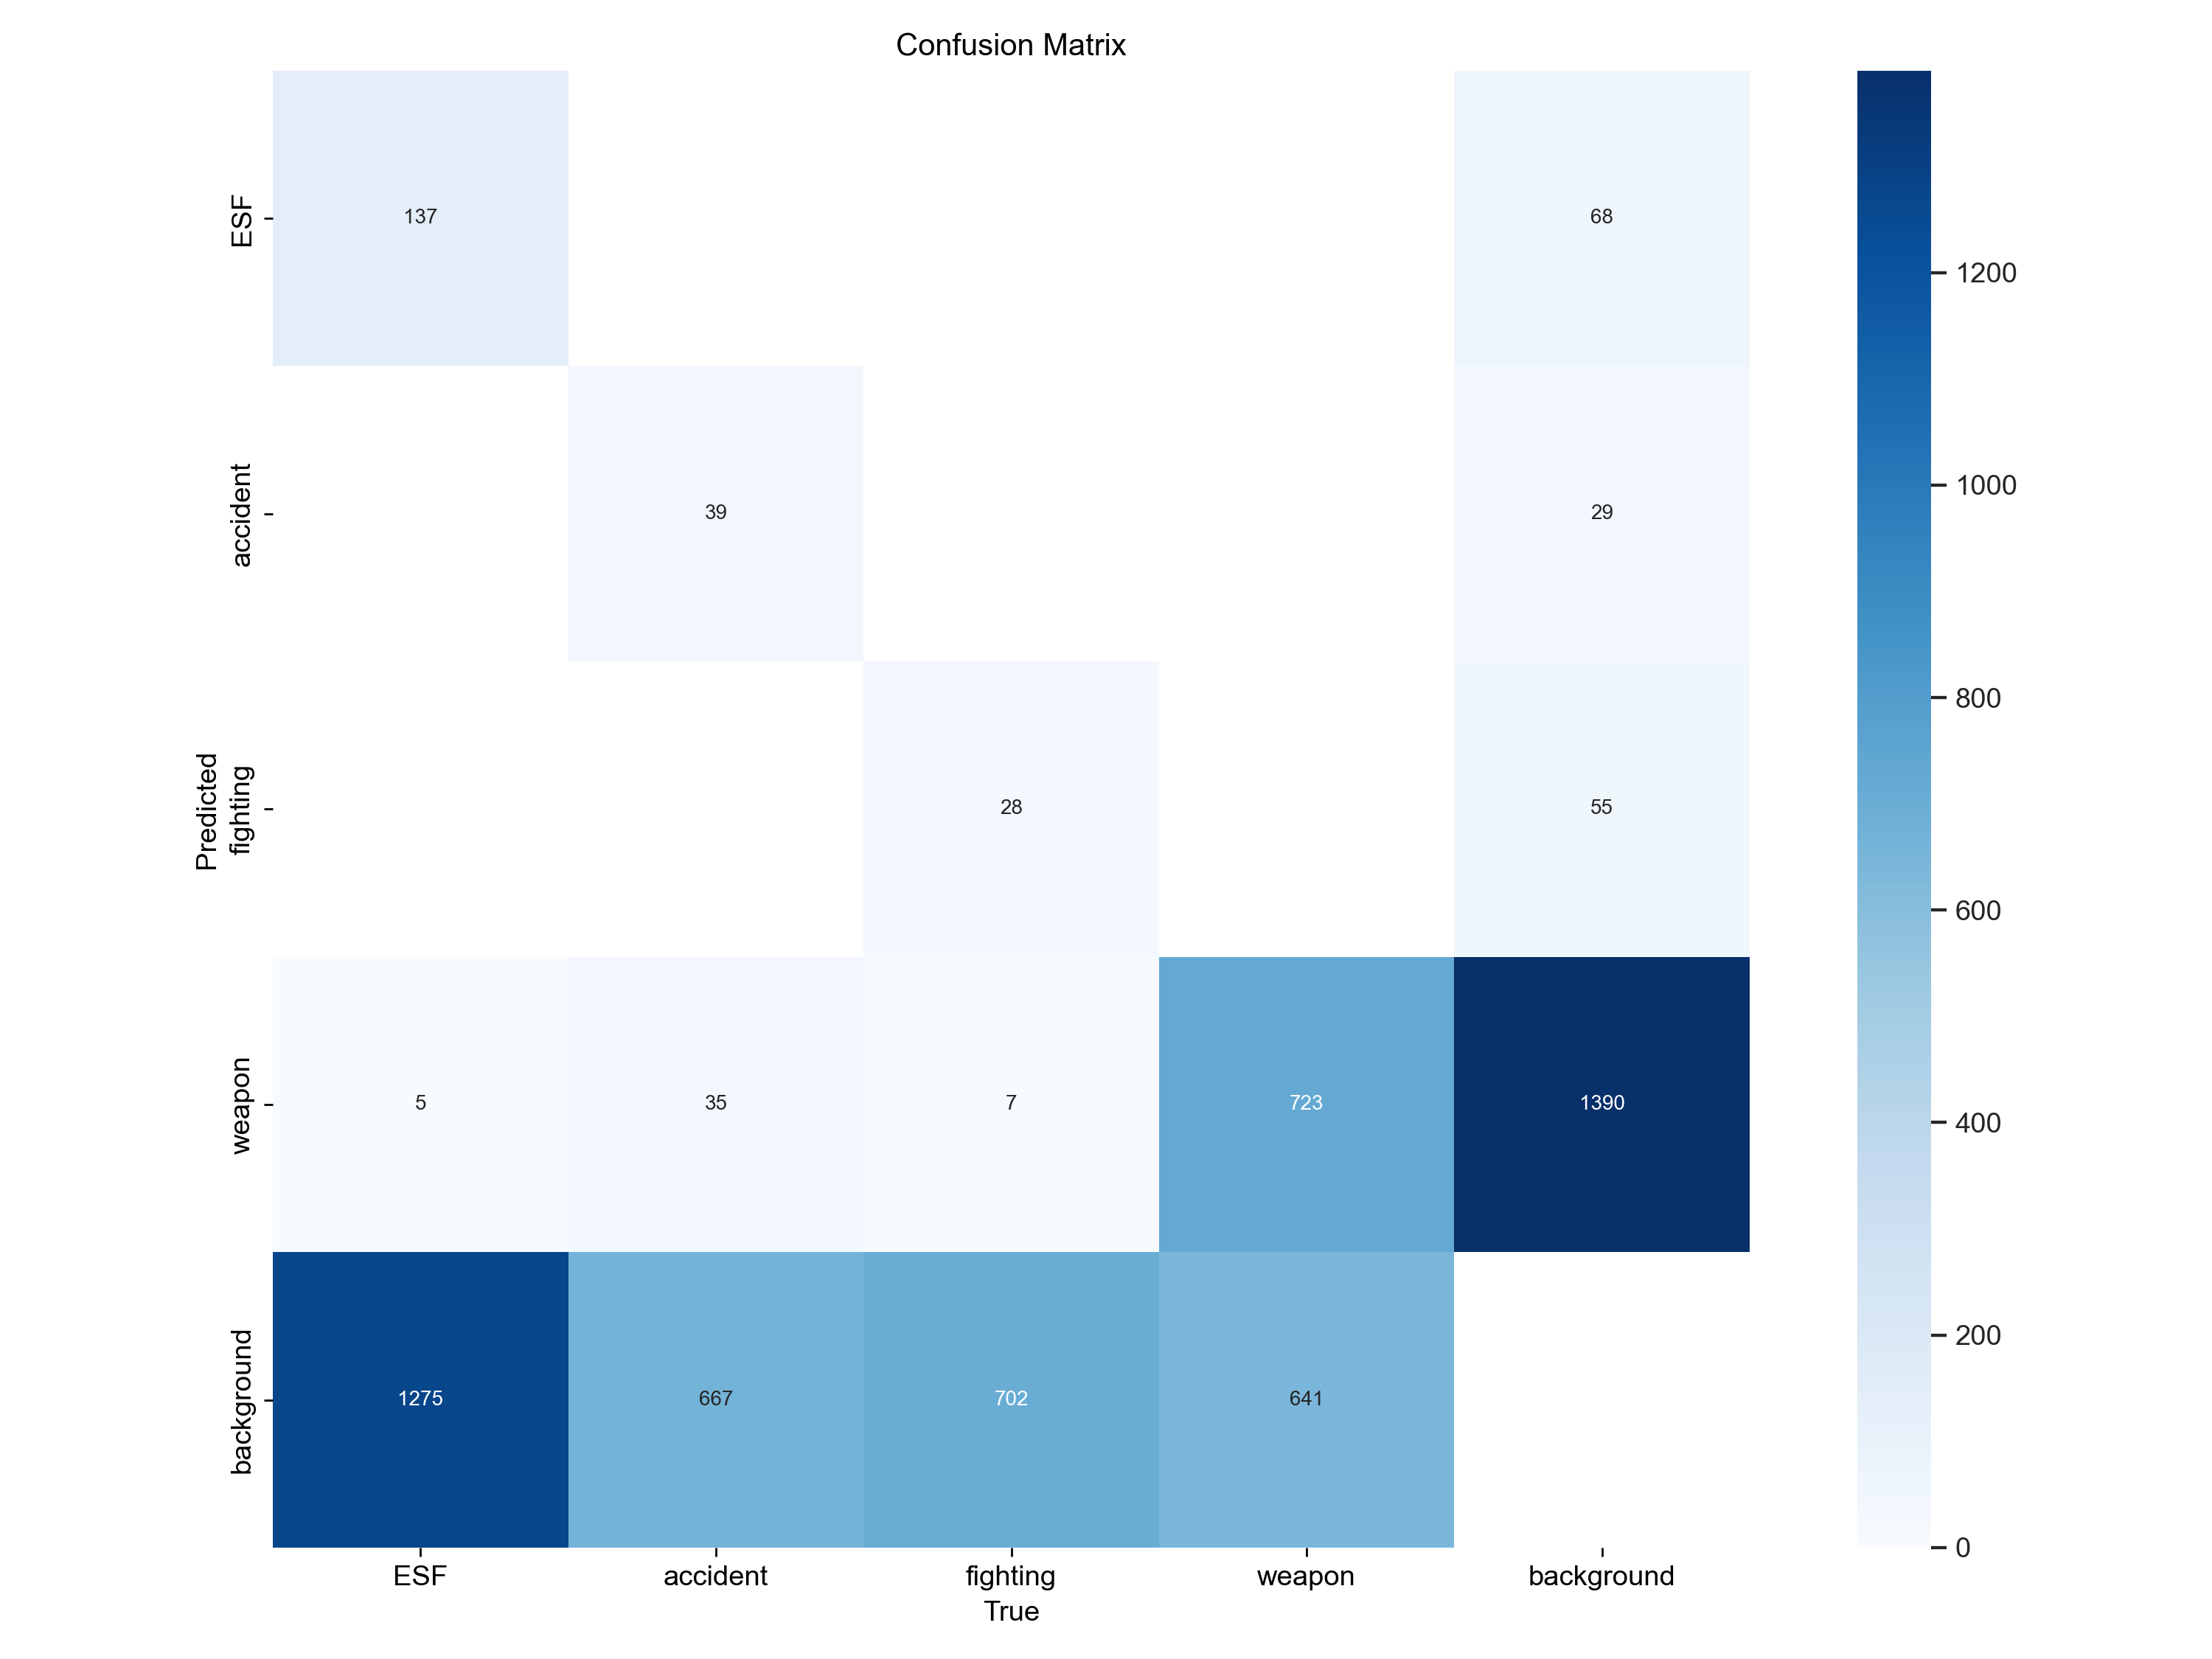 Confusion Matrix
ESF
137
68
1200
accident
39
29
1000
Predicted
fighting
28
55
800
600
weapon
5
35
7
723
1390
400
background
1275
667
702
641
200
0
ESF
accident
fighting
weapon
background
True